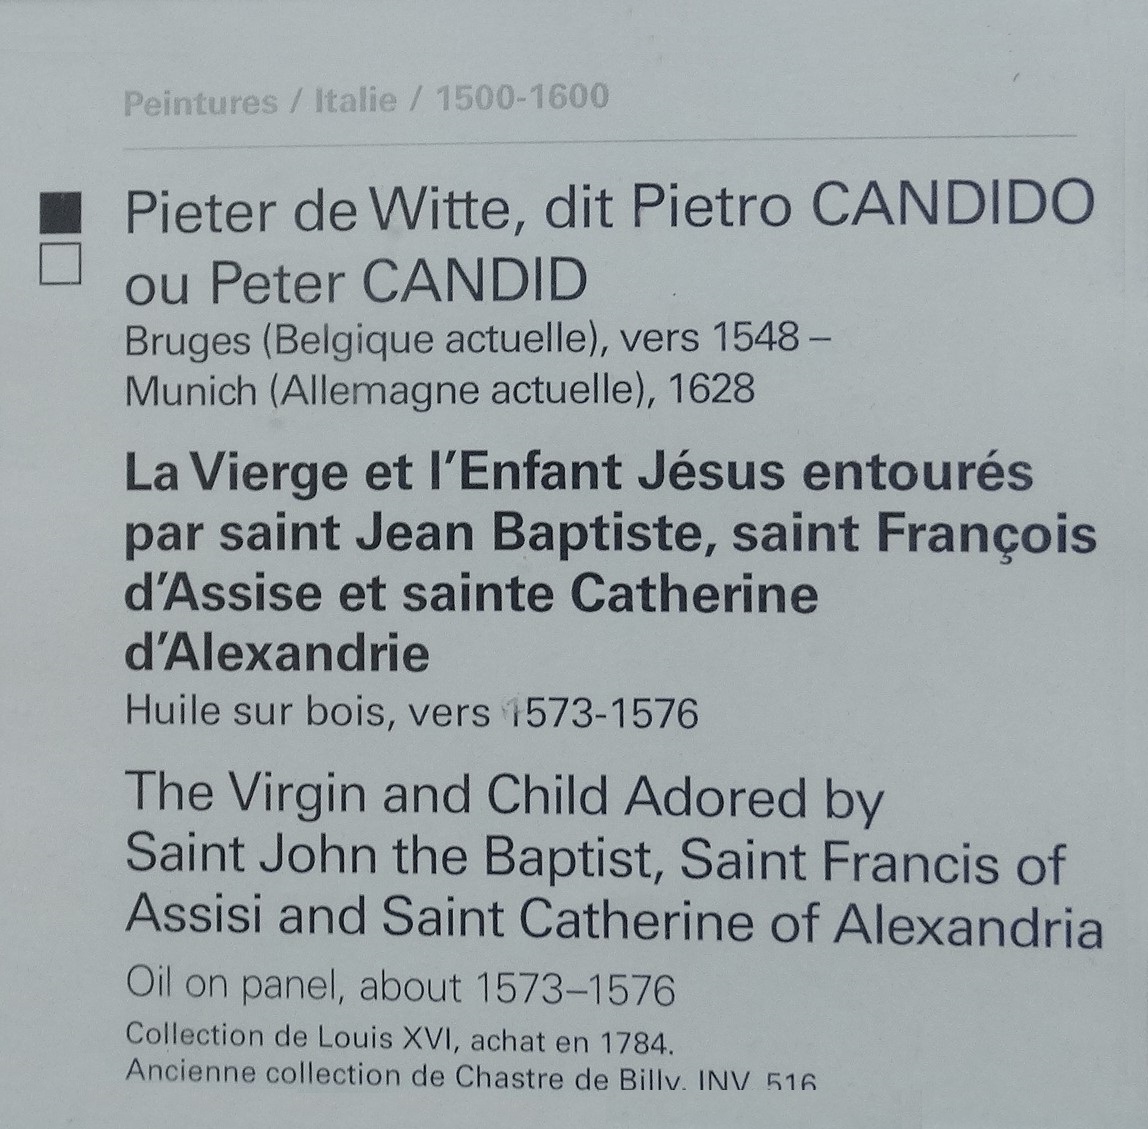 Peintures / Italie / 1500-1600
Pieter de Witte, dit Pietro CANDIDO
ou Peter CANDID
Bruges (Belgique actuelle), vers 1548 –
Munich (Allemagne actuelle), 1628
La Vierge et l’Enfant Jésus entourés
par saint Jean Baptiste, saint François
d’Assise et sainte Catherine
d’Alexandrie
Huile sur bois, vers 1573-1576
The Virgin and Child Adored by
Saint John the Baptist, Saint Francis of
Assisi and Saint Catherine of Alexandria
Oil on panel, about 1573–1576
Collection de Louis XVI, achat en 1784.
Ancienne collection de Chastre de Billy. INV 516